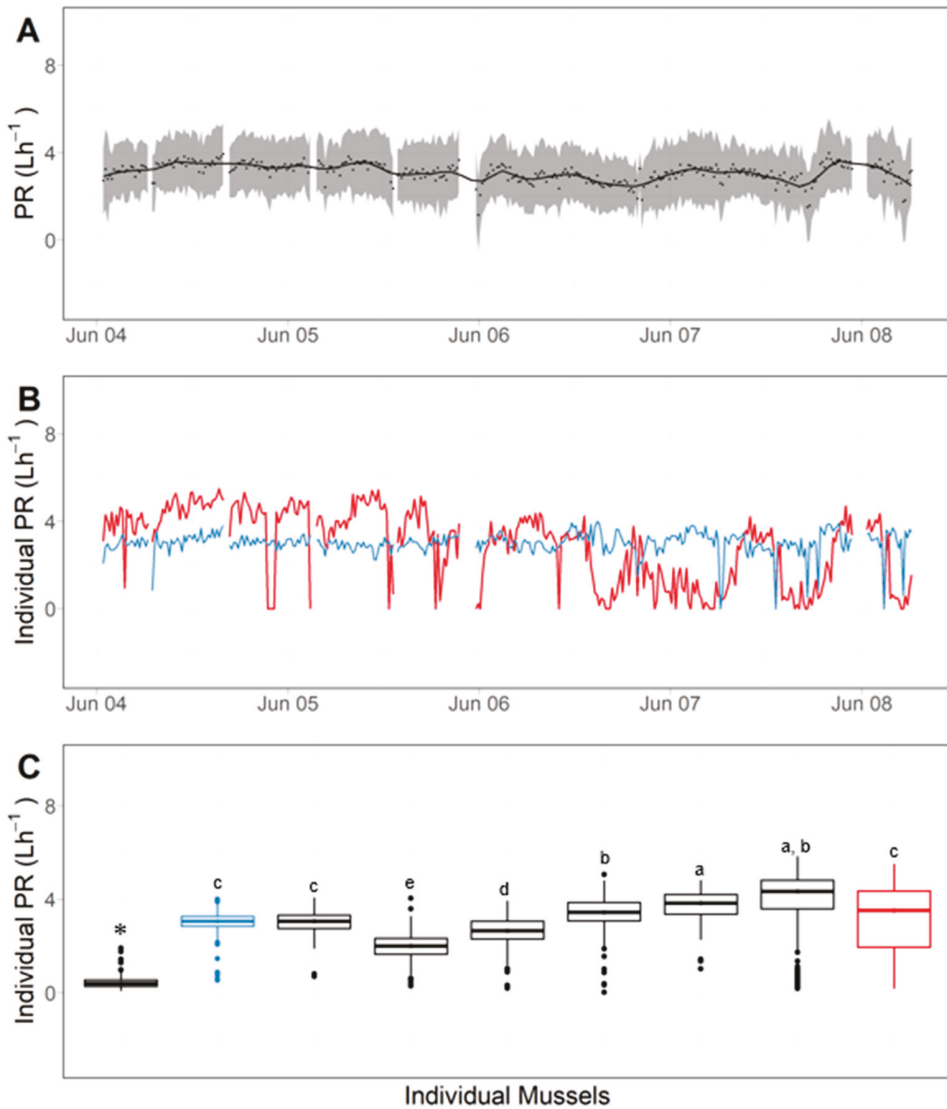 A
PR (Lh⁻¹)
8
4
0
Jun 04 Jun 05 Jun 06 Jun 07 Jun 08
B
Individual PR (Lh⁻¹)
8
4
0
Jun 04 Jun 05 Jun 06 Jun 07 Jun 08
C
Individual PR (Lh⁻¹)
8
4
0
* c c e d b a a, b c
Individual Mussels